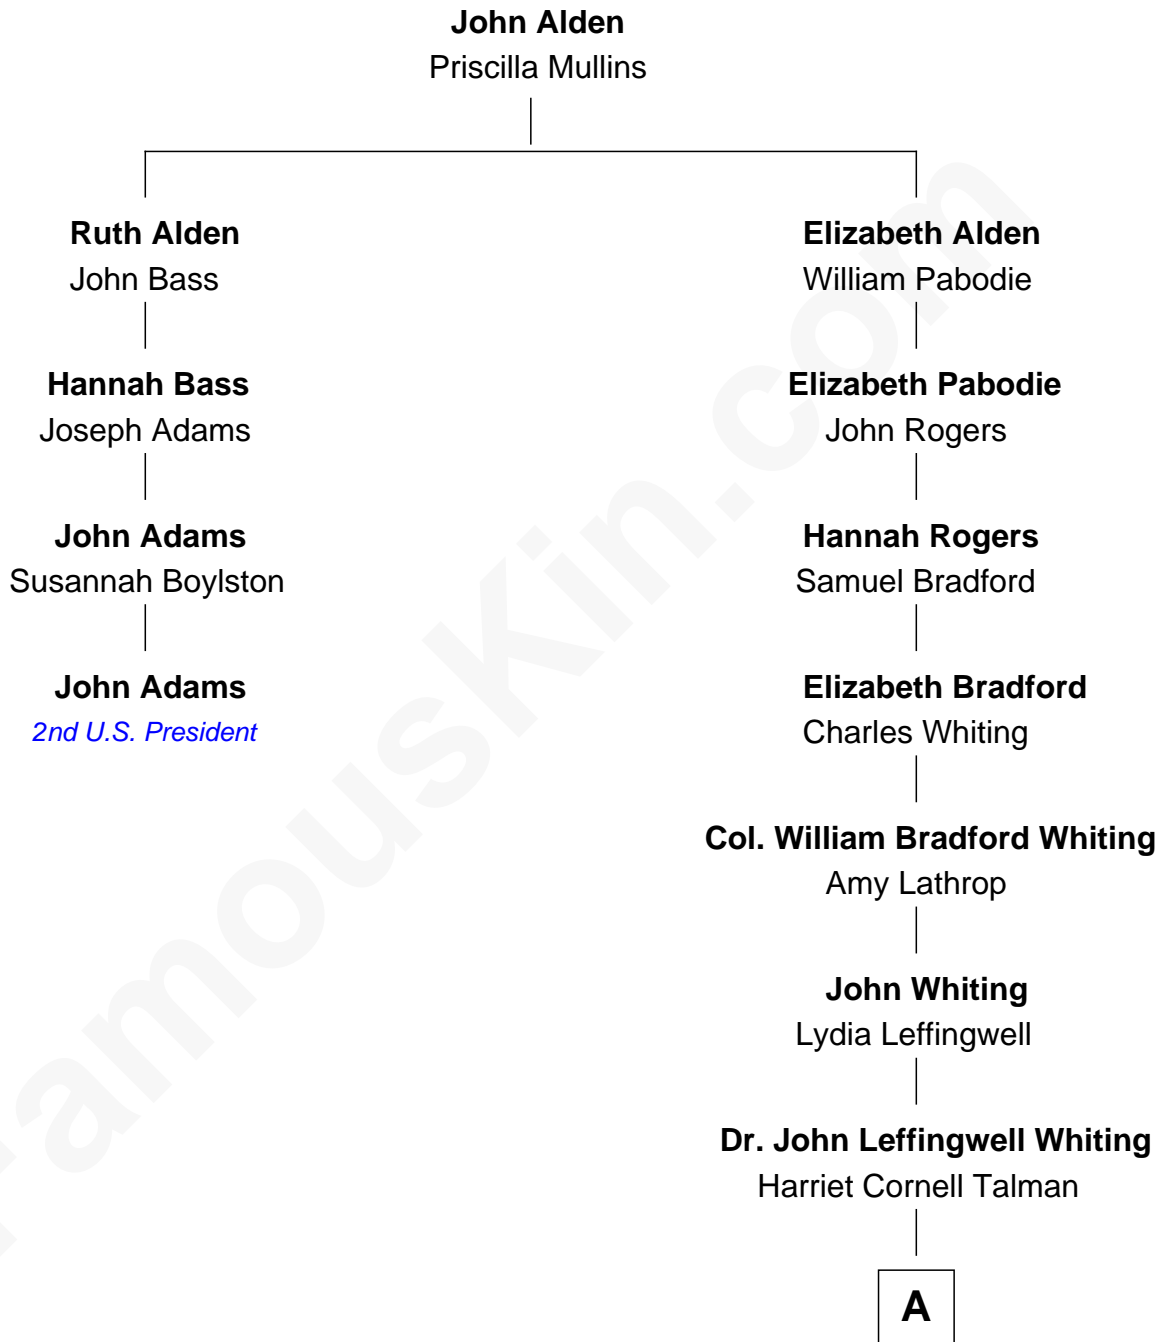 John Alden
Priscilla Mullins
Ruth Alden
John Bass
Elizabeth Alden
William Pabodie
Hannah Bass
Joseph Adams
Elizabeth Pabodie
John Rogers
John Adams
Susannah Boylston
Hannah Rogers
Samuel Bradford
John Adams
2nd U.S. President
Elizabeth Bradford
Charles Whiting
Col. William Bradford Whiting
Amy Lathrop
John Whiting
Lydia Leffingwell
Dr. John Leffingwell Whiting
Harriet Cornell Talman
A
FamousKin.com